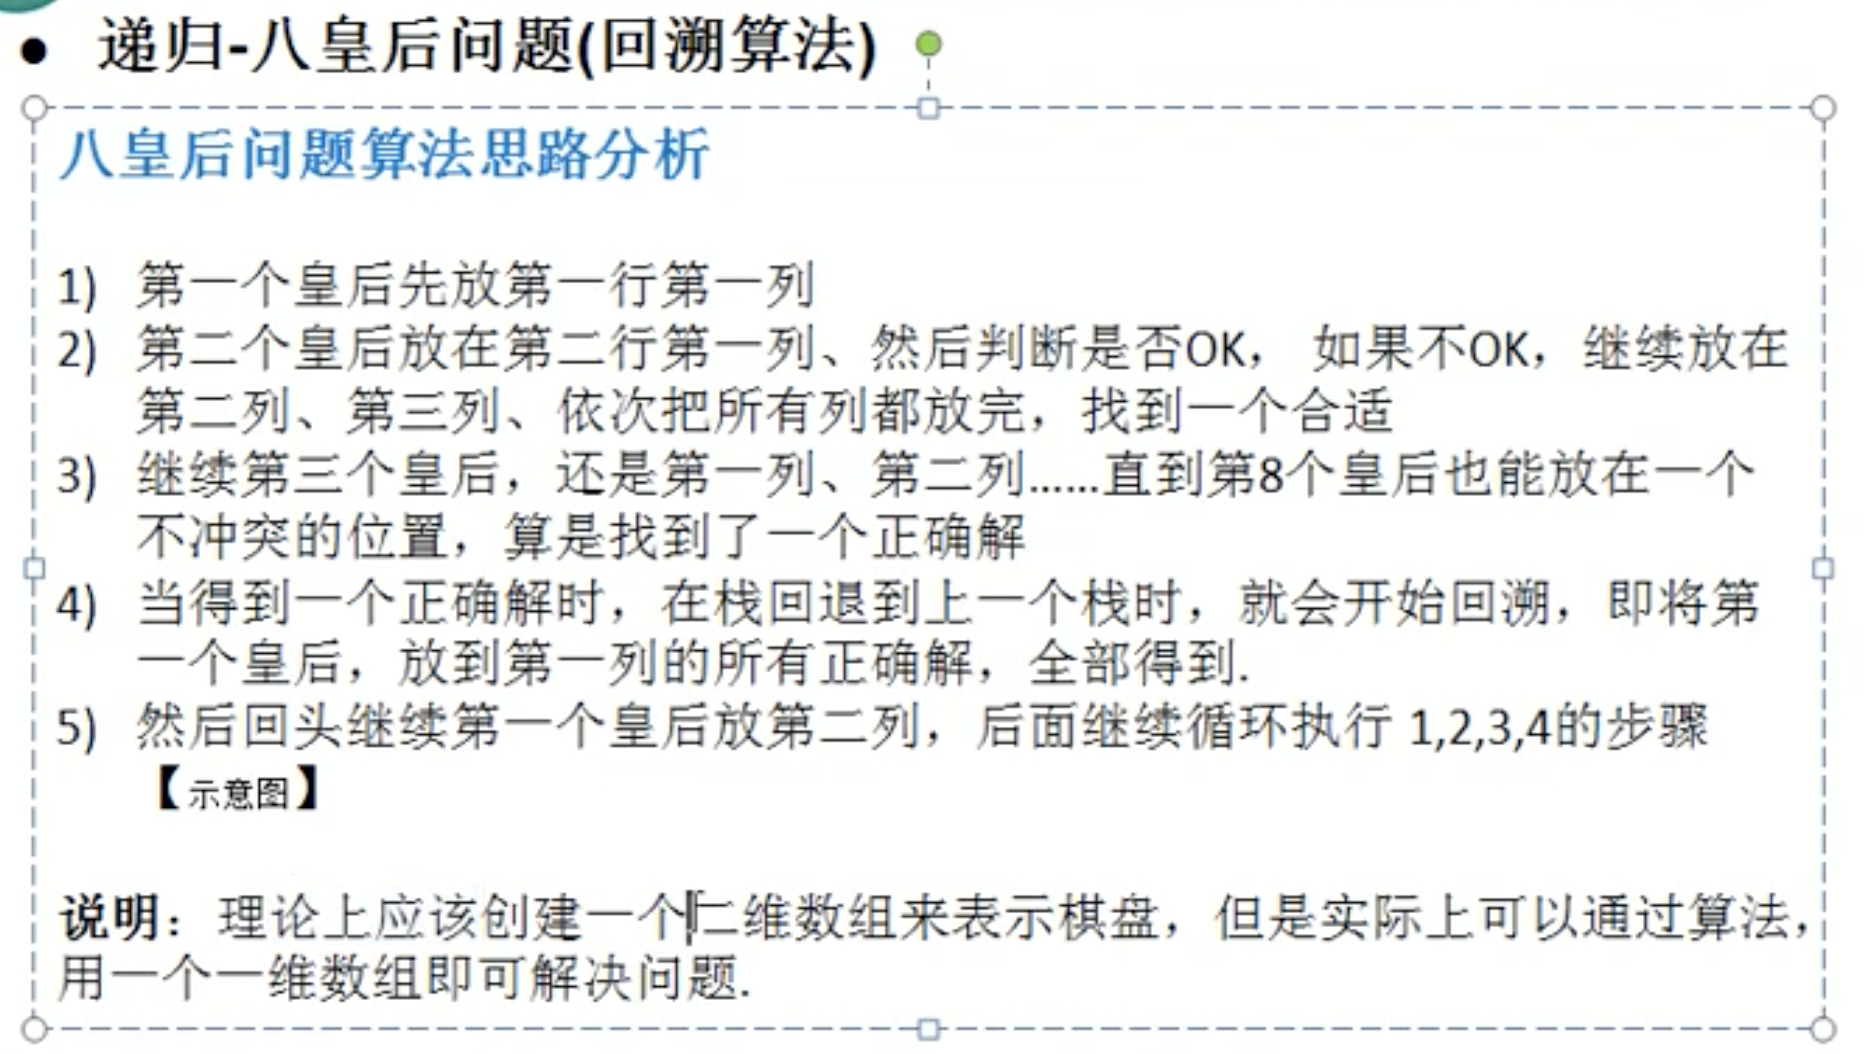 ● 递归-八皇后问题(回溯算法)
八皇后问题算法思路分析
1) 第一个皇后先放第一行第一列
2) 第二个皇后放在第二行第一列、然后判断是否OK, 如果不OK,继续放在
第二列、第三列、依次把所有列都放完,找到一个合适
3) 继续第三个皇后,还是第一列、第二列……直到第8个皇后也能放在一个
不冲突的位置,算是找到了一个正确解
4) 当得到一个正确解时,在栈回退到上一个栈时,就会开始回溯,即将第
一个皇后,放到第一列的所有正确解,全部得到.
5) 然后回头继续第一个皇后放第二列,后面继续循环执行 1,2,3,4的步骤
【示意图】
说明:理论上应该创建一个二维数组来表示棋盘,但是实际上可以通过算法,
用一个一维数组即可解决问题.